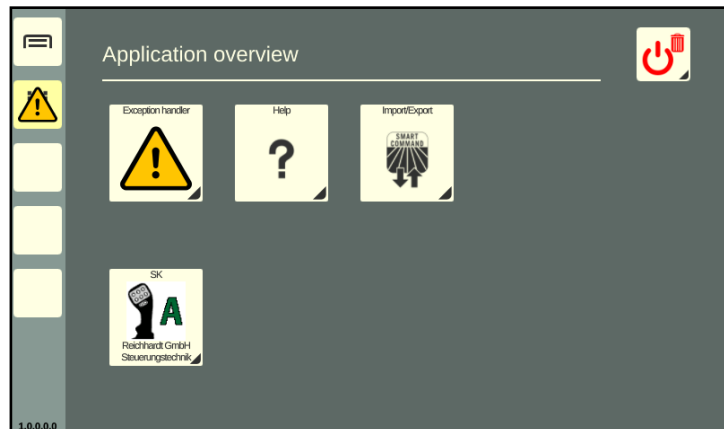 Application overview
Exception handler
Help
Import/Export
SMART
COMMAND
?
SK
A
Reichhardt GmbH
Steuerungstechnik
1.0.0.0.0